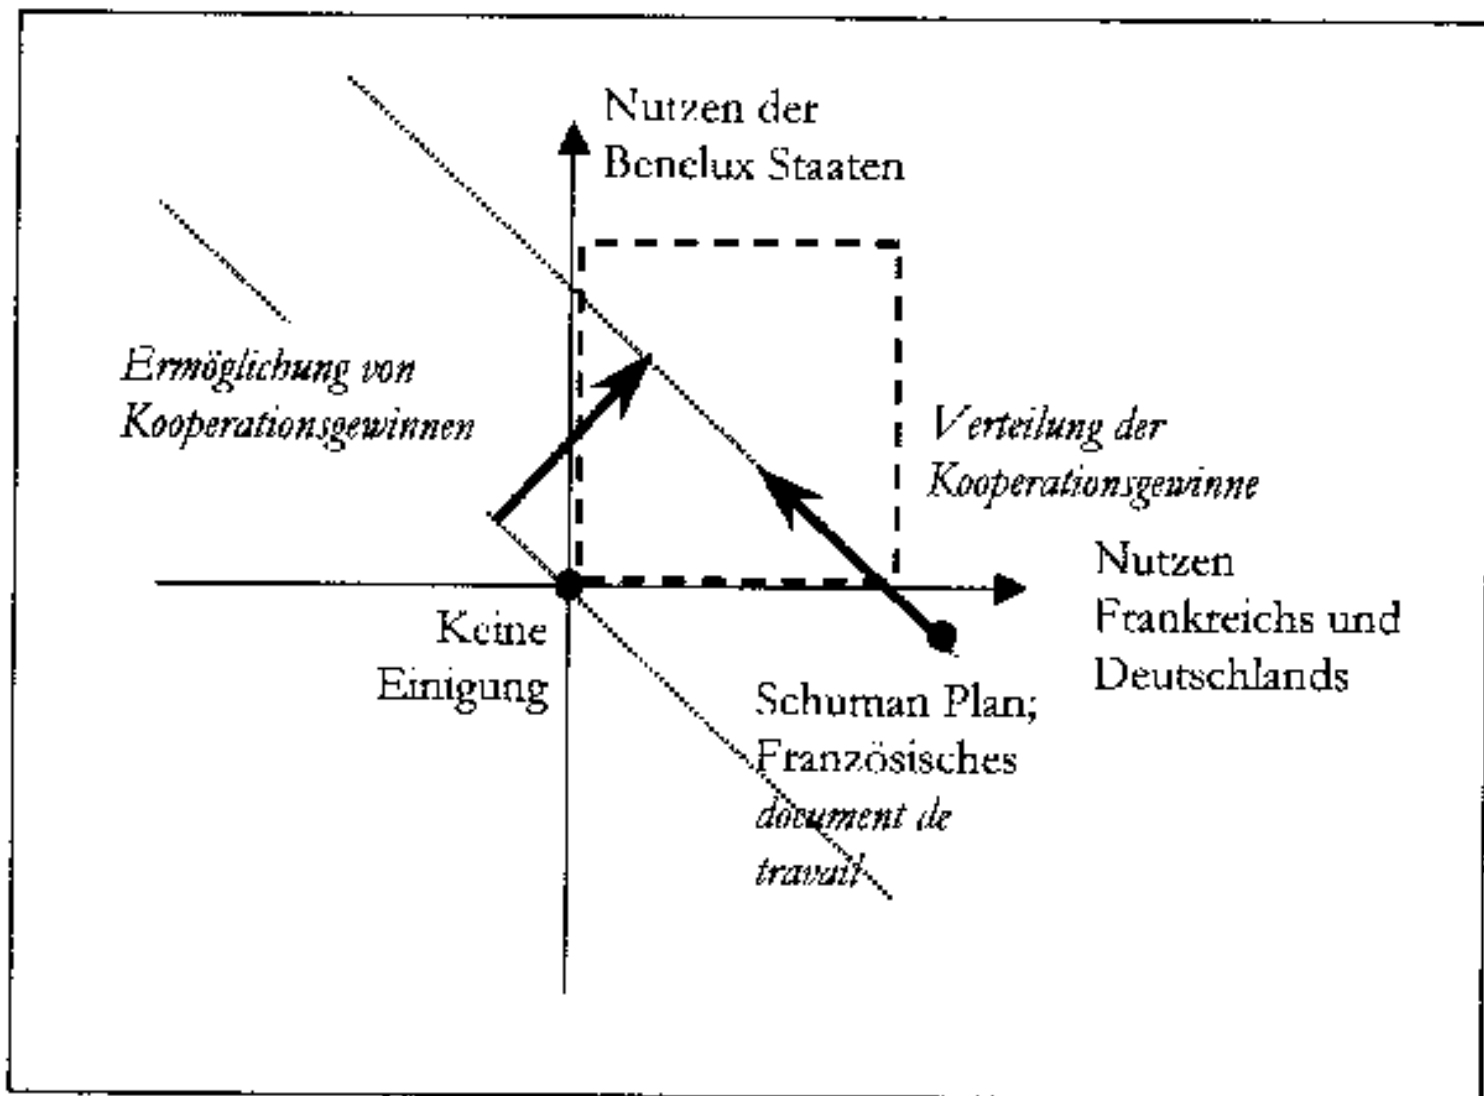 Nutzen der
Benelux Staaten
Ermöglichung von
Kooperationsgewinnen
Verteilung der
Kooperationsgewinne
Nutzen
Frankreichs und
Deutschlands
Keine
Einigung
Schuman Plan;
Französisches
document de
travail